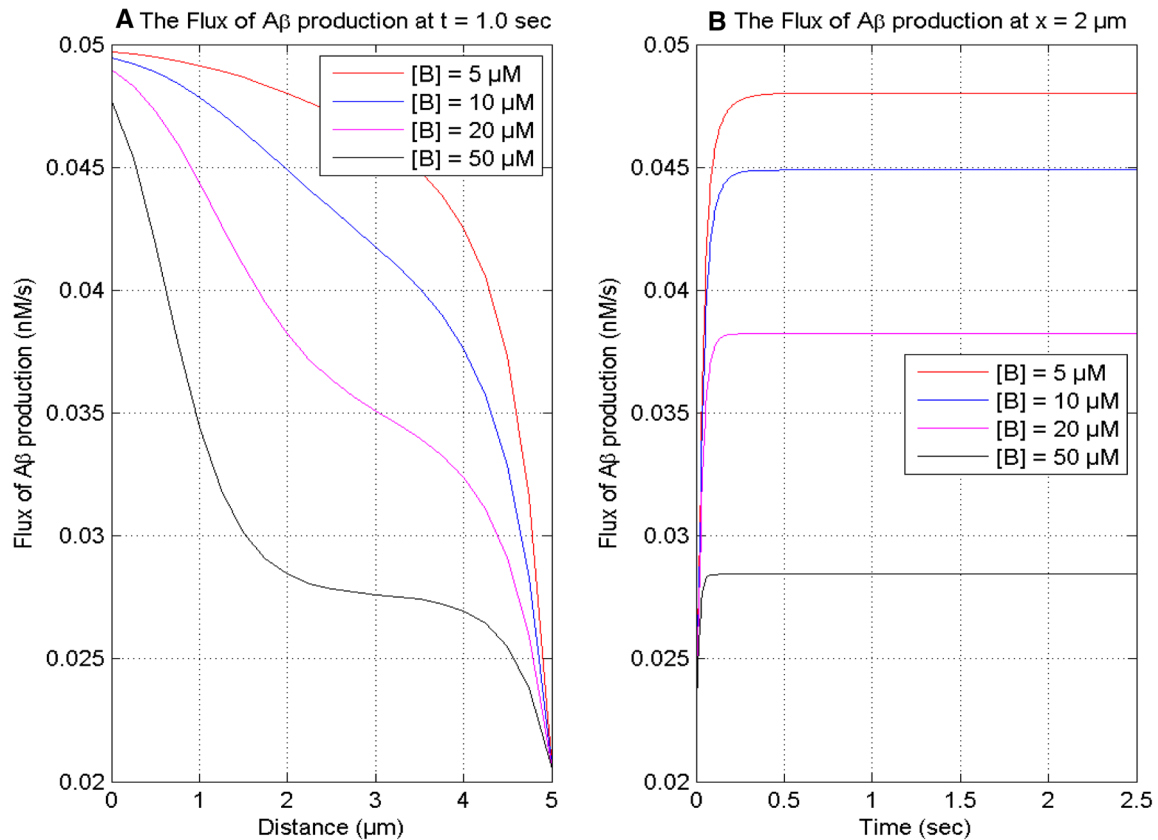 A The Flux of Aβ production at t = 1.0 sec
0.05
0.045
0.04
0.035
0.03
0.025
0.02
Flux of Aβ production (nM/s)
[B] = 5 µM
[B] = 10 µM
[B] = 20 µM
[B] = 50 µM
0 1 2 3 4 5
Distance (µm)
B The Flux of Aβ production at x = 2 µm
0.05
0.045
0.04
0.035
0.03
0.025
0.02
Flux of Aβ production (nM/s)
[B] = 5 µM
[B] = 10 µM
[B] = 20 µM
[B] = 50 µM
0 0.5 1 1.5 2 2.5
Time (sec)